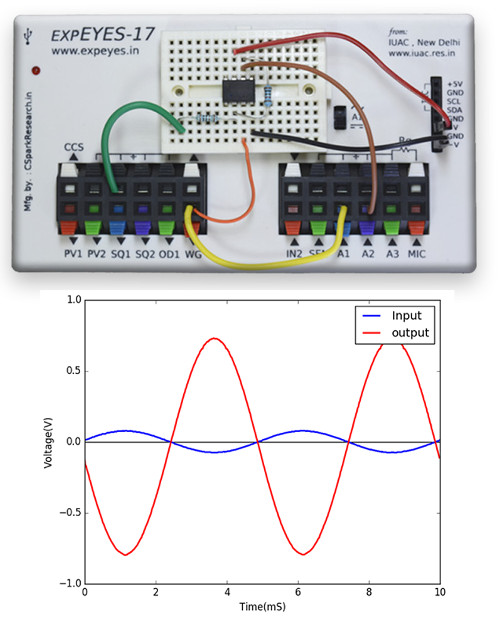 EXPEYES-17
www.expeyes.in
from:
IUAC , New Delhi
www.iuac.res.in
Mfg. by. : CSparkResearch.in
+5V
GND
SCL
SDA
GND
V
GND
-V
CCS
PV1 PV2 SQ1 SQ2 OD1 WG
IN2 A1 A2 A3 MIC
1.0
0.5
0.0
−0.5
−1.0
Voltage(V)
Input
output
0 2 4 6 8 10
Time(mS)